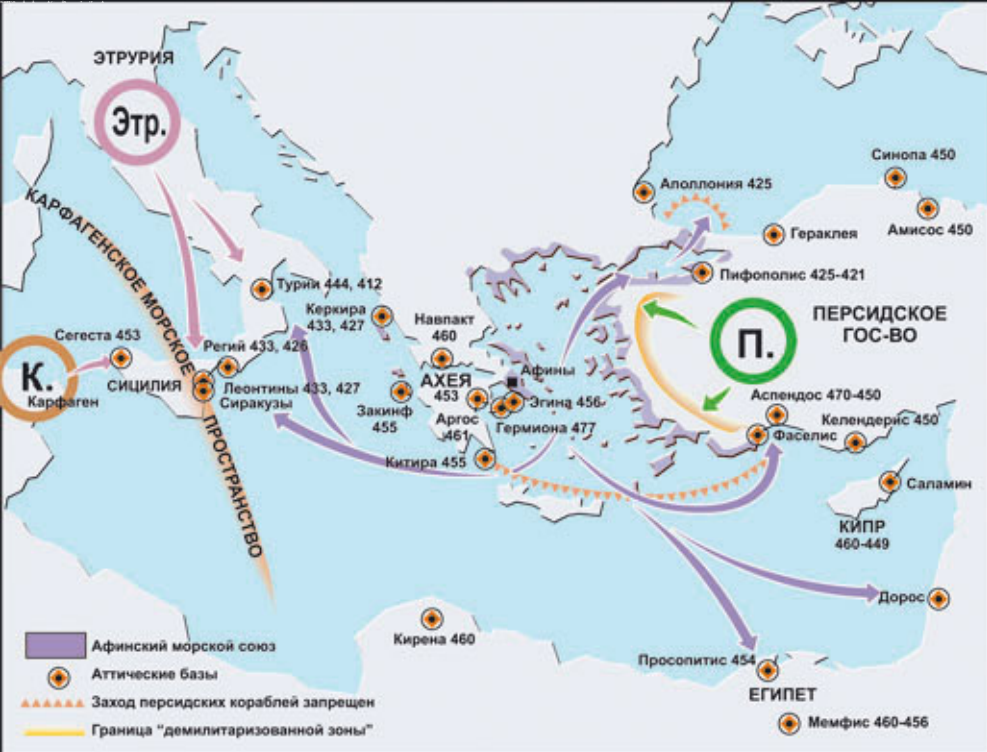 ЭТРУРИЯ
Этр.
КАРФАГЕНСКОЕ МОРСКОЕ
ПРОСТРАНСТВО
Синопа 450
Аполлония 425
Амисос 450
Гераклея
Пифополис 425-421
Турии 444, 412
Керкира
433, 427
Навпакт
460
ПЕРСИДСКОЕ
ГОС-ВО
П.
Сегеста 453
Регий 433, 426
К.
Карфаген
СИЦИЛИЯ
Леонтины 433, 427
Сиракузы
АХЕЯ
453
Афины
Закинф
455
Эгина 456
Аргос
461
Гермиона 477
Аспендос 470-450
Келендерис 450
Фаселис
Китира 455
Саламин
КИПР
460-449
Дорос
Кирена 460
Просопитис 454
ЕГИПЕТ
Мемфис 460-456
Афинский морской союз
Аттические базы
Заход персидских кораблей запрещен
Граница "демилитаризованной зоны"